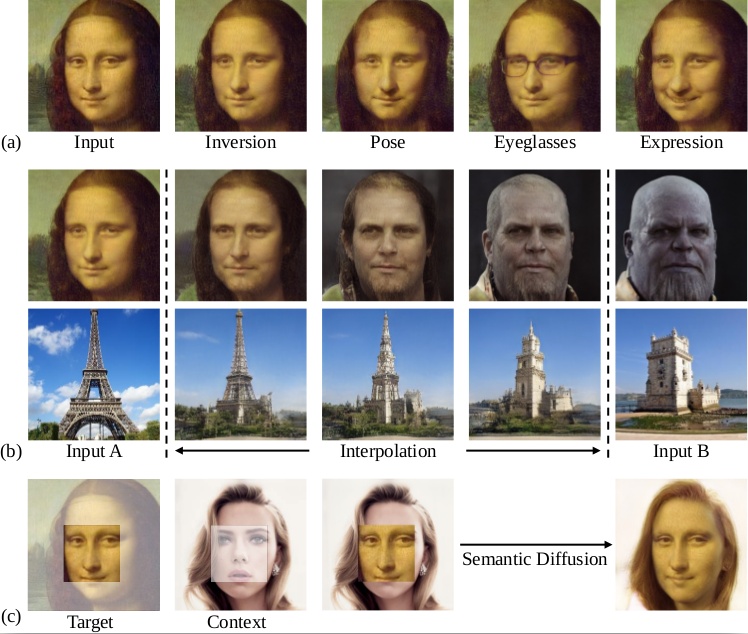 (a) Input Inversion Pose Eyeglasses Expression
(b) Input A Interpolation Input B
Semantic Diffusion
(c) Target Context